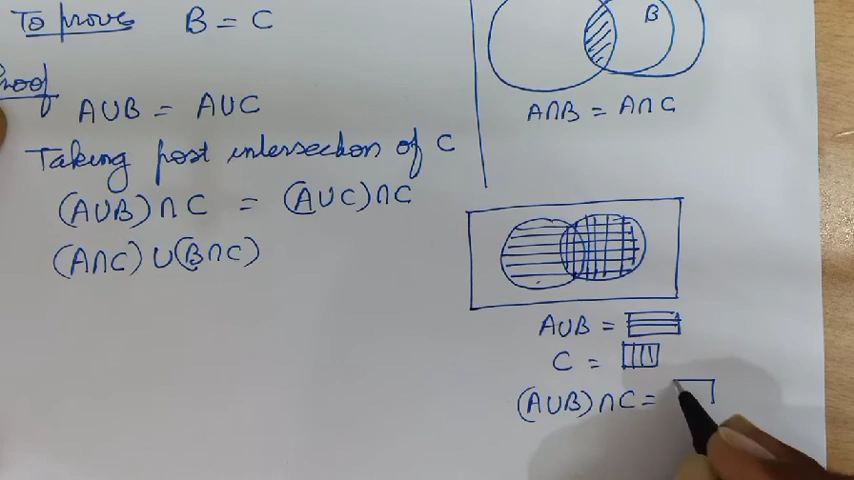 To prove B = C
Proof
A∪B = A∪C
Taking post intersection of C
(A∪B)∩C = (A∪C)∩C
(A∩C)∪(B∩C)
B
A∩B = A∩C
A∪B =
C =
(A∪B)∩C =